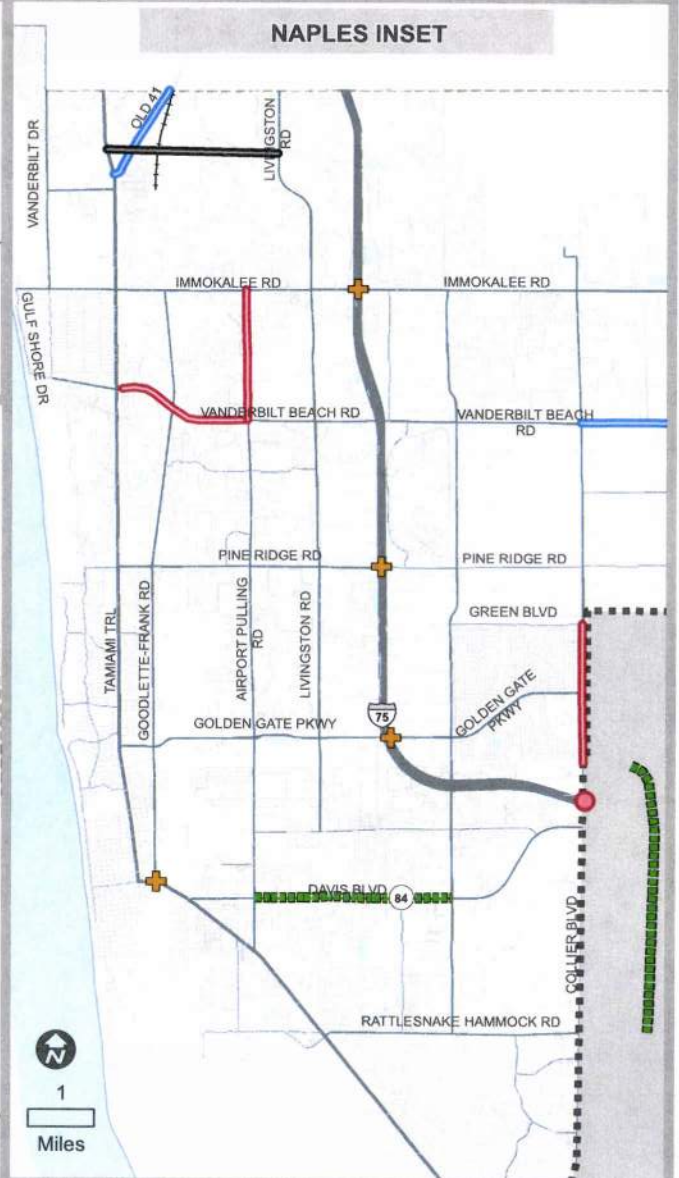 NAPLES INSET
OLD 41
VANDERBILT DR
LIVINGSTON
RD
IMMOKALEE RD
IMMOKALEE RD
GULF SHORE DR
VANDERBILT BEACH RD
VANDERBILT BEACH
RD
PINE RIDGE RD
PINE RIDGE RD
GREEN BLVD
TAMIAMI TRL
GOODLETTE-FRANK RD
AIRPORT PULLING
RD
LIVINGSTON RD
75
GOLDEN GATE PKWY
GOLDEN GATE
PKWY
DAVIS BLVD
84
COLLIER BLVD
RATTLESNAKE HAMMOCK RD
N
1
Miles